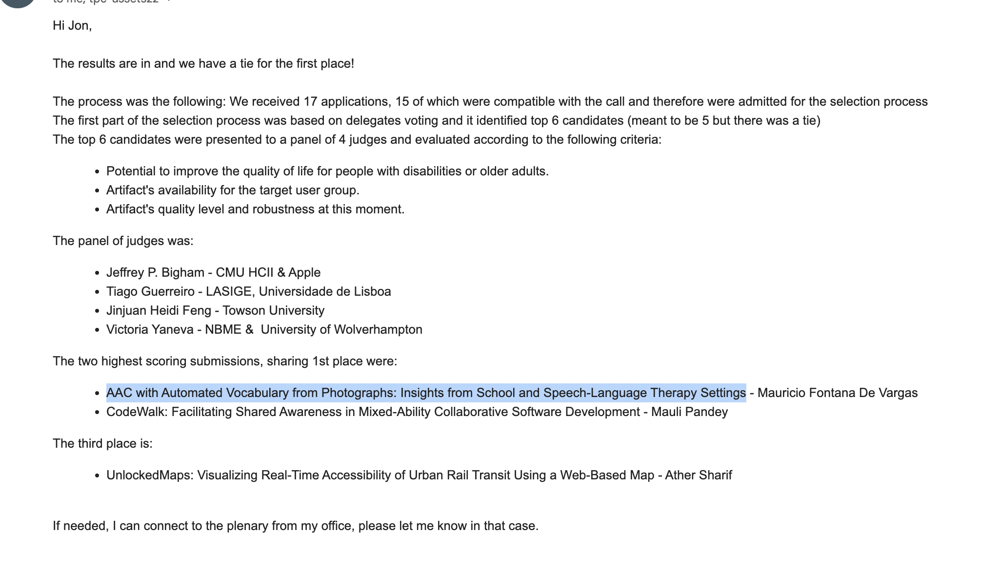 to me, tpc-assets22
Hi Jon,
The results are in and we have a tie for the first place!
The process was the following: We received 17 applications, 15 of which were compatible with the call and therefore were admitted for the selection process
The first part of the selection process was based on delegates voting and it identified top 6 candidates (meant to be 5 but there was a tie)
The top 6 candidates were presented to a panel of 4 judges and evaluated according to the following criteria:
• Potential to improve the quality of life for people with disabilities or older adults.
• Artifact's availability for the target user group.
• Artifact's quality level and robustness at this moment.
The panel of judges was:
• Jeffrey P. Bigham - CMU HCII & Apple
• Tiago Guerreiro - LASIGE, Universidade de Lisboa
• Jinjuan Heidi Feng - Towson University
• Victoria Yaneva - NBME &  University of Wolverhampton
The two highest scoring submissions, sharing 1st place were:
• AAC with Automated Vocabulary from Photographs: Insights from School and Speech-Language Therapy Settings - Mauricio Fontana De Vargas
• CodeWalk: Facilitating Shared Awareness in Mixed-Ability Collaborative Software Development - Mauli Pandey
The third place is:
• UnlockedMaps: Visualizing Real-Time Accessibility of Urban Rail Transit Using a Web-Based Map - Ather Sharif
If needed, I can connect to the plenary from my office, please let me know in that case.